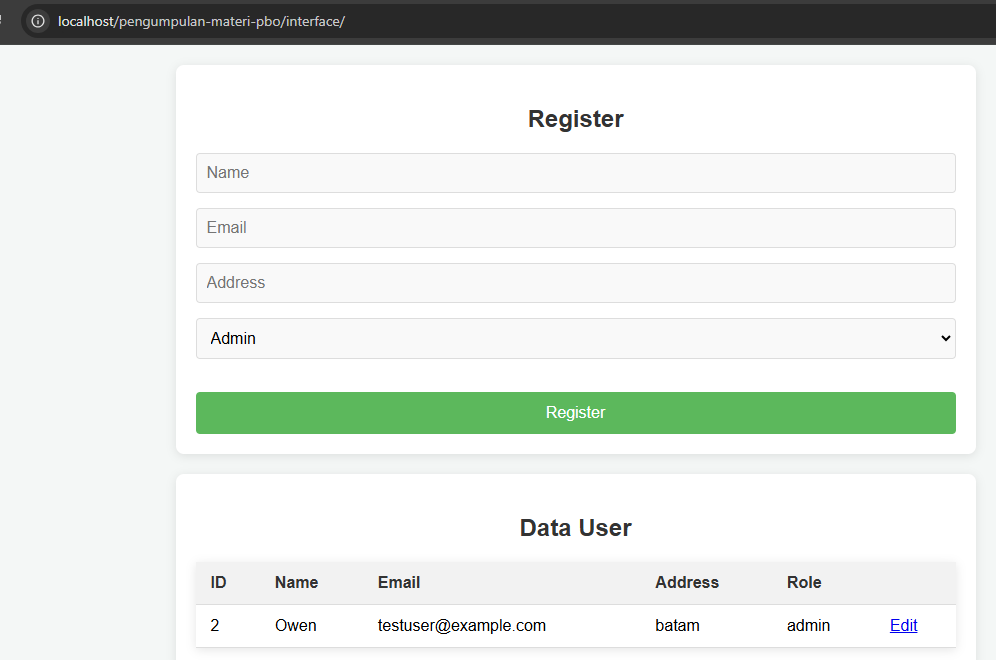 localhost/pengumpulan-materi-pbo/interface/
Register
Name
Email
Address
Admin
Register
Data User
ID Name Email Address Role
2 Owen testuser@example.com batam admin Edit